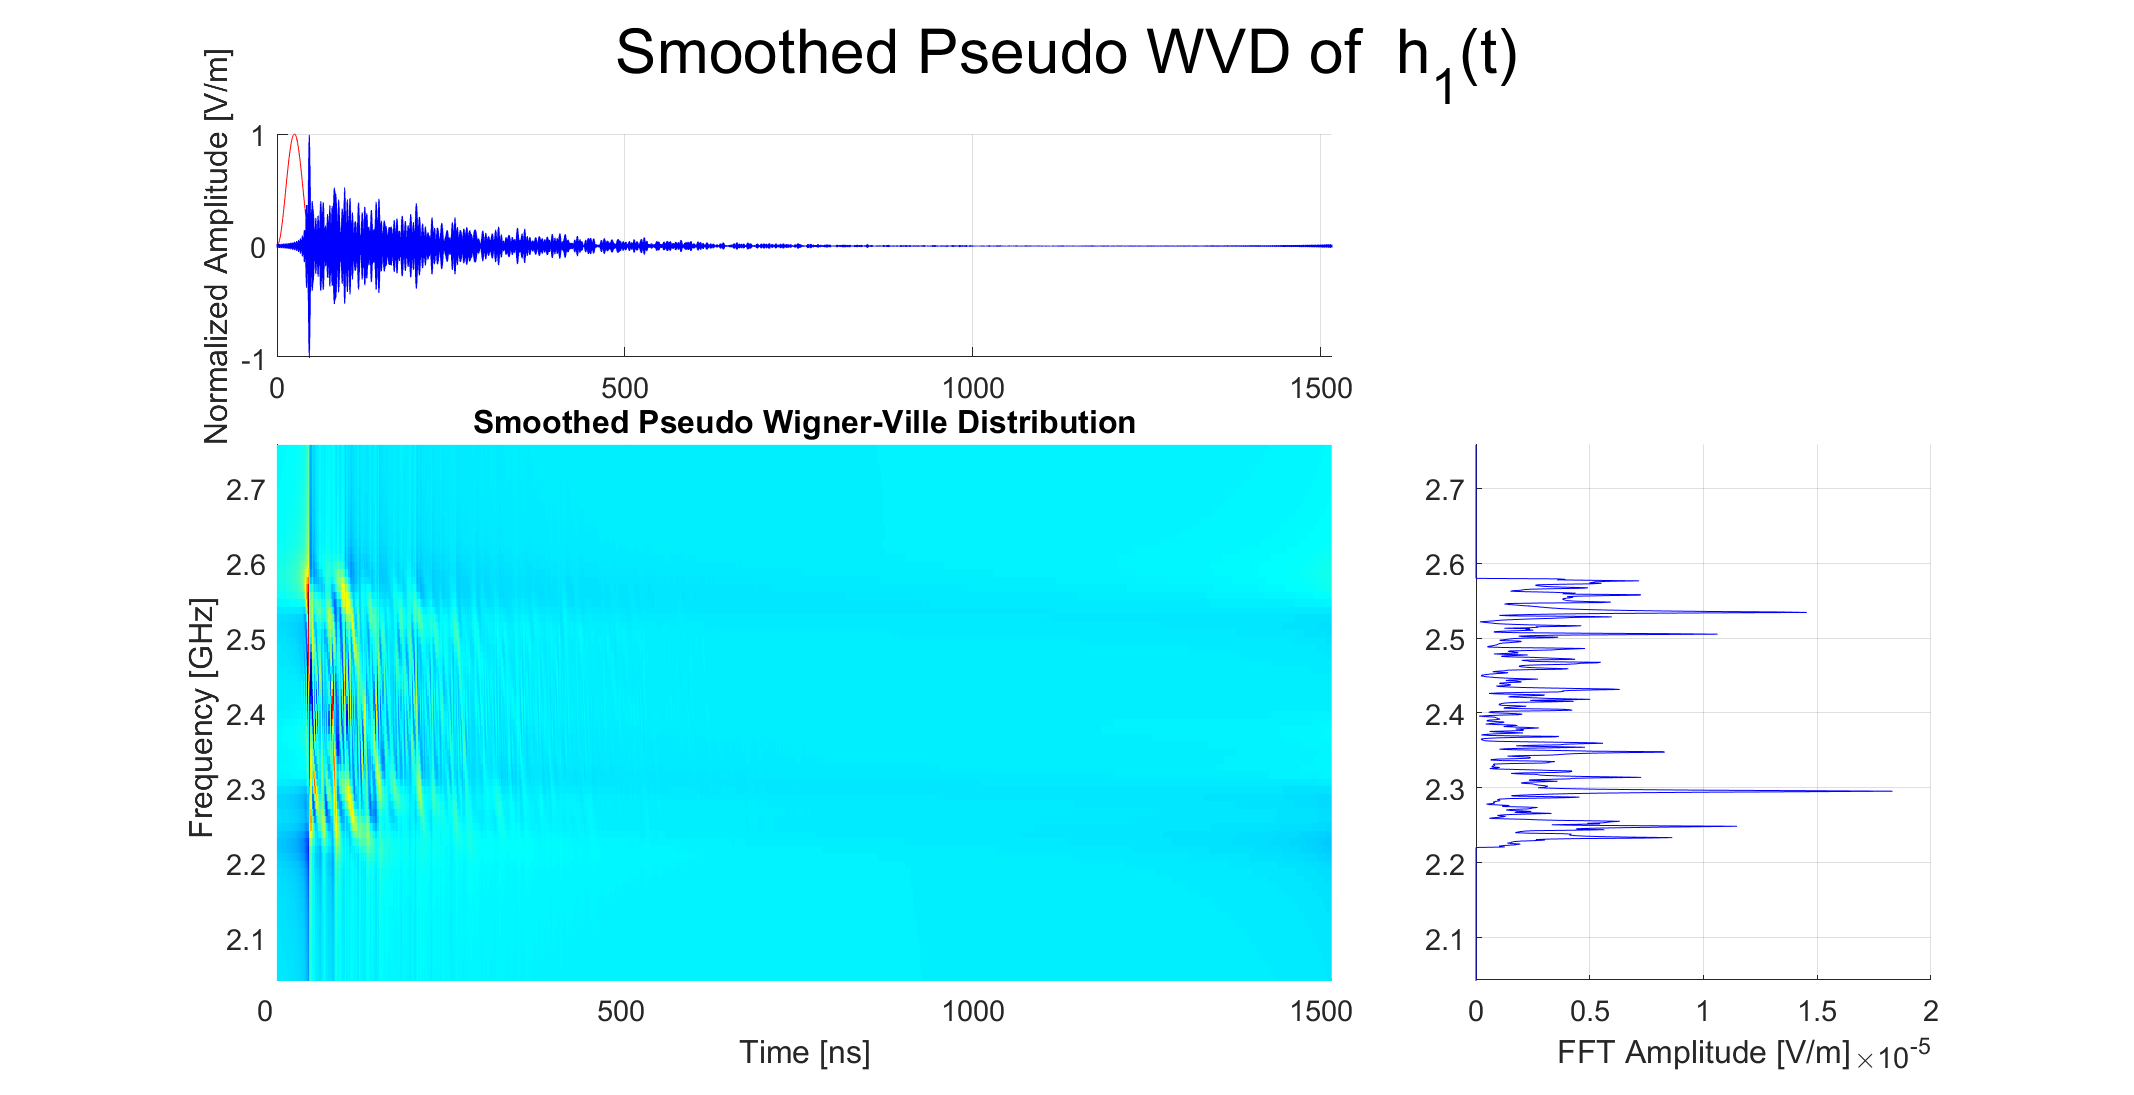 Smoothed Pseudo WVD of h1(t)
Normalized Amplitude [V/m]
1
0
-1
0 500 1000 1500
Smoothed Pseudo Wigner-Ville Distribution
Frequency [GHz]
2.7
2.6
2.5
2.4
2.3
2.2
2.1
0 500 1000 1500
Time [ns]
2.7
2.6
2.5
2.4
2.3
2.2
2.1
0 0.5 1 1.5 2
FFT Amplitude [V/m] ×10-5